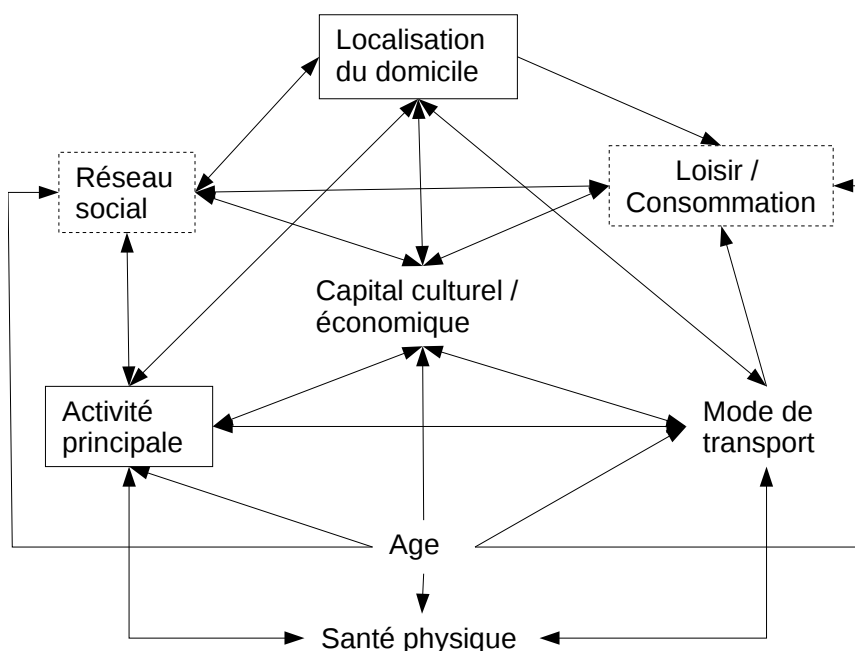 Localisation
du domicile
Réseau
social
Loisir /
Consommation
Capital culturel /
économique
Activité
principale
Mode de
transport
Age
Santé physique